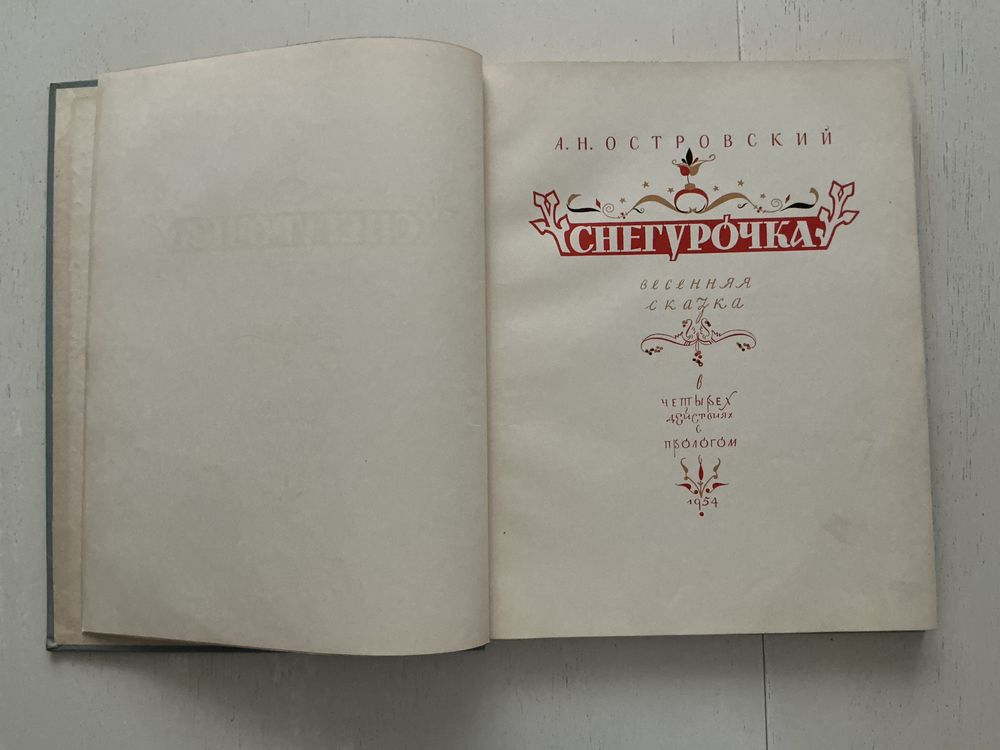 А.Н. ОСТРОВСКИЙ
СНЕГУРОЧКА
весенняя
сказка
в
четырех
действиях
с
прологом
1954